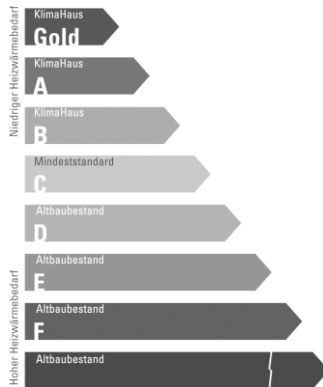 Niedriger Heizwärmebedarf
KlimaHaus
Gold
KlimaHaus
A
KlimaHaus
B
Mindeststandard
C
Altbaubestand
D
Altbaubestand
E
Altbaubestand
F
Altbaubestand
Hoher Heizwärmebedarf